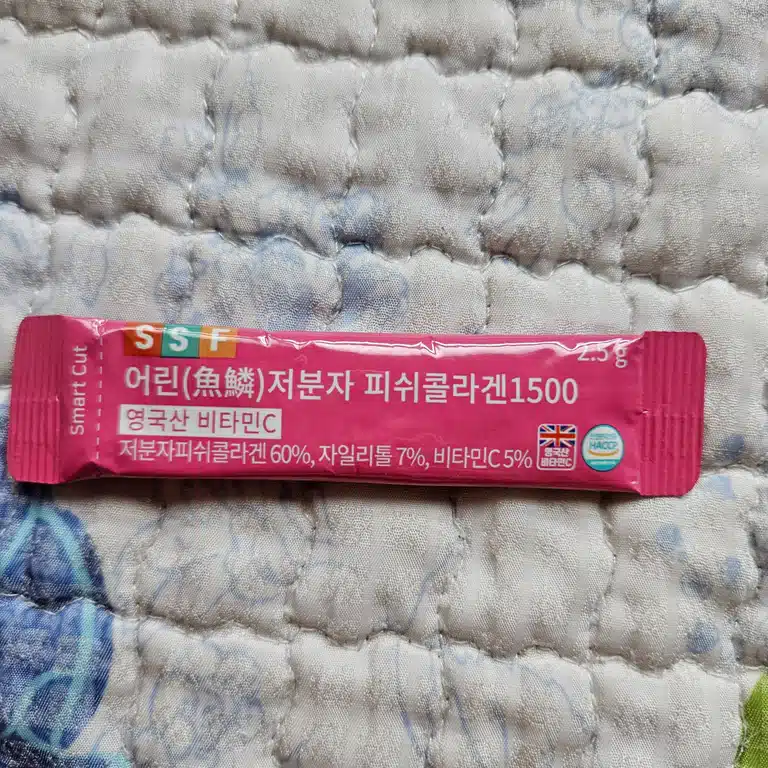 Smart Cut
SSF
2.5g
어린(魚鱗)저분자 피쉬콜라겐1500
영국산 비타민C
저분자피쉬콜라겐 60%, 자일리톨 7%, 비타민C 5%
영국산
비타민C
HACCP